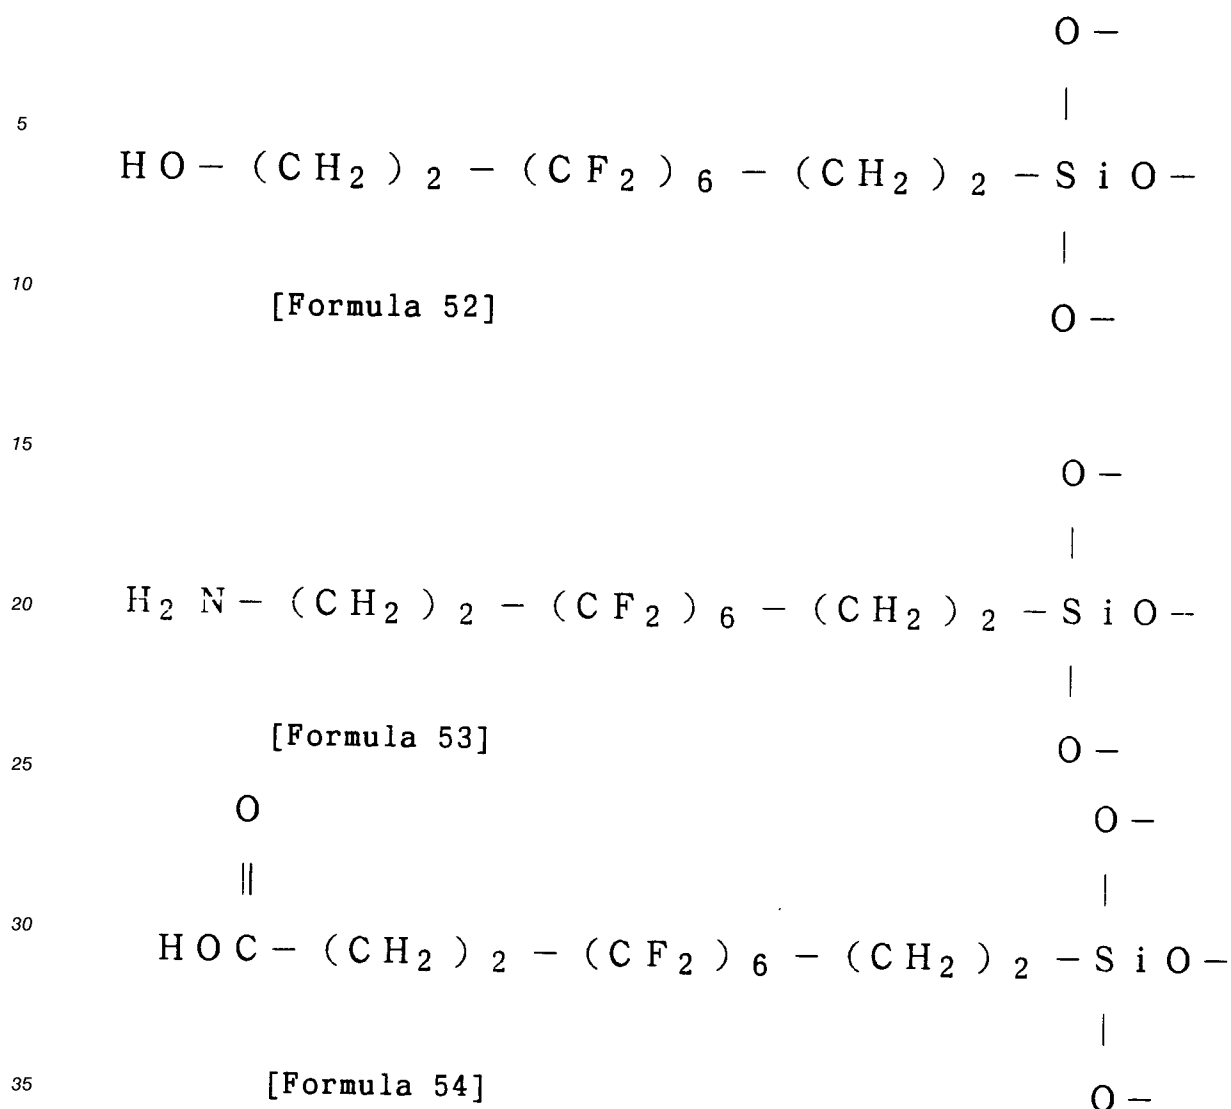 O –
|
5
HO – (CH₂)₂ – (CF₂)₆ – (CH₂)₂ – SiO –
|
10
[Formula 52]
O –
15
O –
|
20
H₂N – (CH₂)₂ – (CF₂)₆ – (CH₂)₂ – SiO –
|
[Formula 53]
O –
25
O
O –
||
|
30
HOC – (CH₂)₂ – (CF₂)₆ – (CH₂)₂ – SiO –
|
35
[Formula 54]
O –